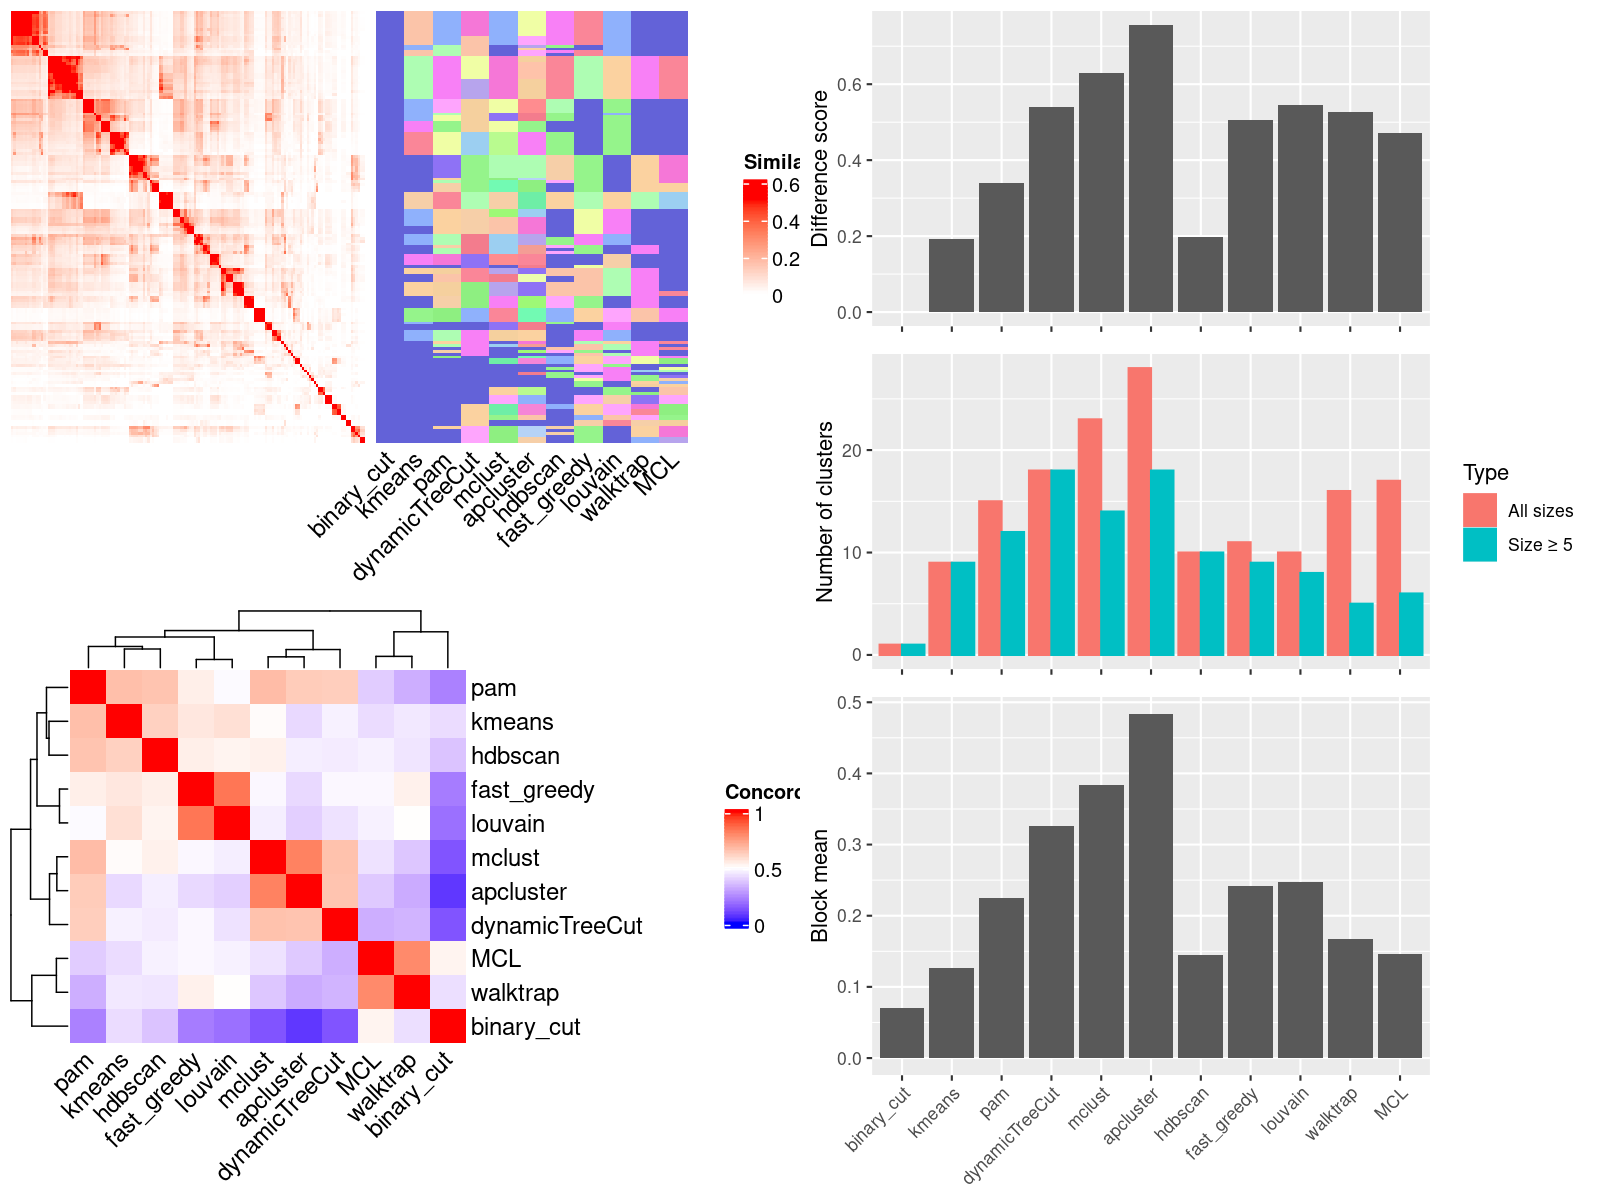 Simila
0.6
0.4
0.2
0
binary_cut
kmeans
pam
dynamicTreeCut
mclust
apcluster
hdbscan
fast_greedy
louvain
walktrap
MCL
Difference score
0.6
0.4
0.2
0.0
Number of clusters
20
10
0
Type
All sizes
Size ≥ 5
pam
kmeans
hdbscan
fast_greedy
louvain
mclust
apcluster
dynamicTreeCut
MCL
walktrap
binary_cut
pam
kmeans
hdbscan
fast_greedy
louvain
mclust
apcluster
dynamicTreeCut
MCL
walktrap
binary_cut
Concord
1
0.5
0
Block mean
0.5
0.4
0.3
0.2
0.1
0.0
binary_cut
kmeans
pam
dynamicTreeCut
mclust
apcluster
hdbscan
fast_greedy
louvain
walktrap
MCL